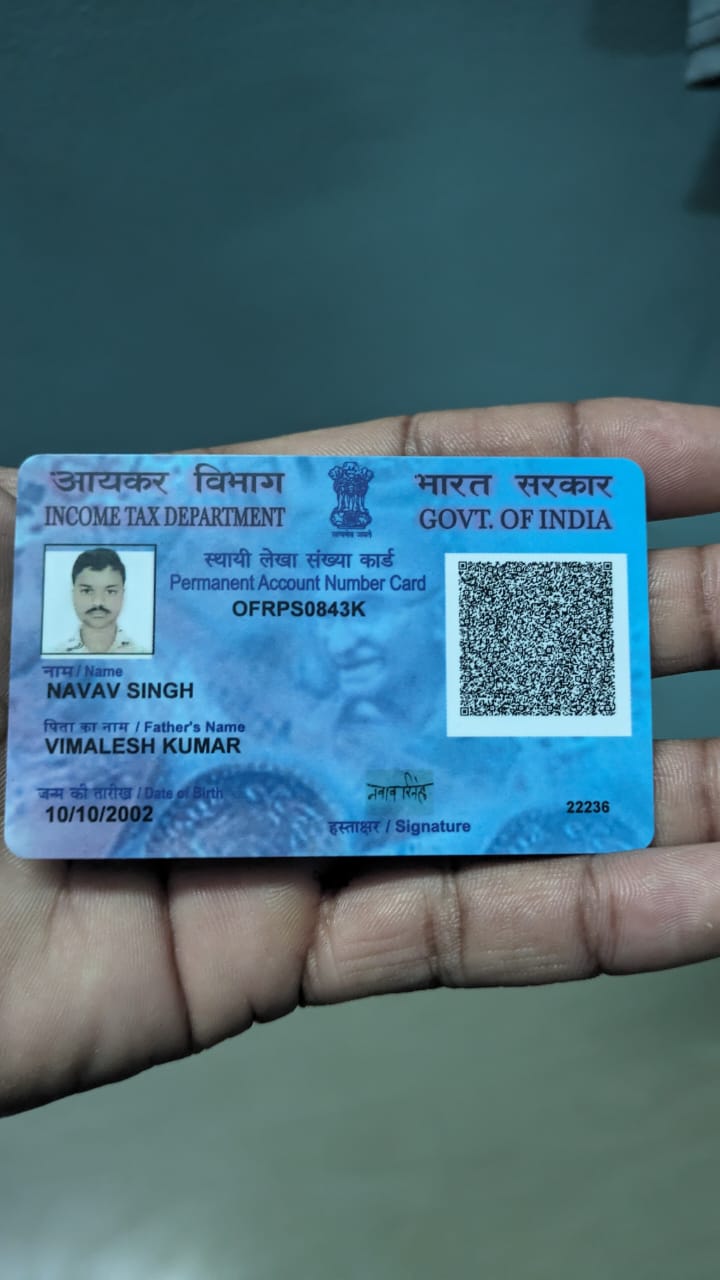 आयकर विभाग
INCOME TAX DEPARTMENT
सत्यमेव जयते
भारत सरकार
GOVT. OF INDIA
स्थायी लेखा संख्या कार्ड
Permanent Account Number Card
OFRPS0843K
नाम / Name
NAVAV SINGH
पिता का नाम / Father's Name
VIMALESH KUMAR
जन्म की तारीख / Date of Birth
10/10/2002
नवाव सिंह
हस्ताक्षर / Signature
22236